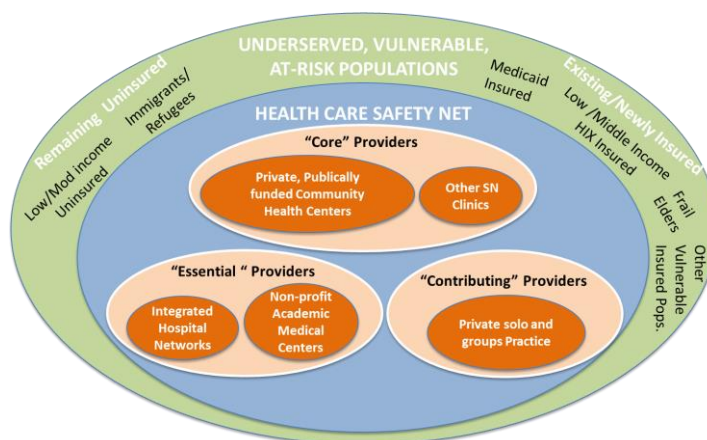 UNDERSERVED, VULNERABLE,
AT-RISK POPULATIONS
Remaining Uninsured
Immigrants/
Refugees
Low/Mod income
Uninsured
Medicaid
Insured
Existing/Newly Insured
Low /Middle Income
HIX Insured
Frail
Elders
Other
Vulnerable
Insured Pops.
HEALTH CARE SAFETY NET
“Core” Providers
Private, Publically
funded Community
Health Centers
Other SN
Clinics
“Essential “ Providers
Integrated
Hospital
Networks
Non-profit
Academic
Medical
Centers
“Contributing” Providers
Private solo and
groups Practice